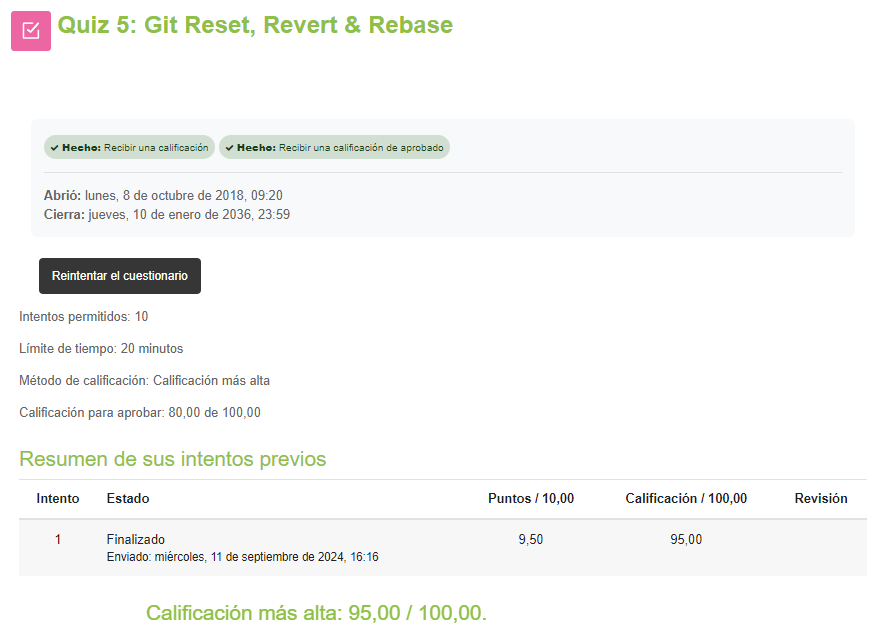 Quiz 5: Git Reset, Revert & Rebase
Hecho: Recibir una calificación Hecho: Recibir una calificación de aprobado
Abrió: lunes, 8 de octubre de 2018, 09:20
Cierra: jueves, 10 de enero de 2036, 23:59
Reintentar el cuestionario
Intentos permitidos: 10
Límite de tiempo: 20 minutos
Método de calificación: Calificación más alta
Calificación para aprobar: 80,00 de 100,00
Resumen de sus intentos previos
Intento Estado Puntos / 10,00 Calificación / 100,00 Revisión
1 Finalizado 9,50 95,00
Enviado: miércoles, 11 de septiembre de 2024, 16:16
Calificación más alta: 95,00 / 100,00.